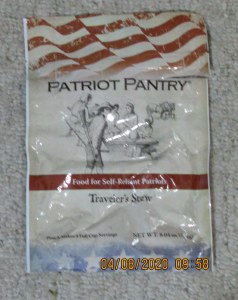 PATRIOT PANTRY®
Food for Self-Reliant Patriots
Traveler's Stew
NET WT.
04/08/2020 09:58